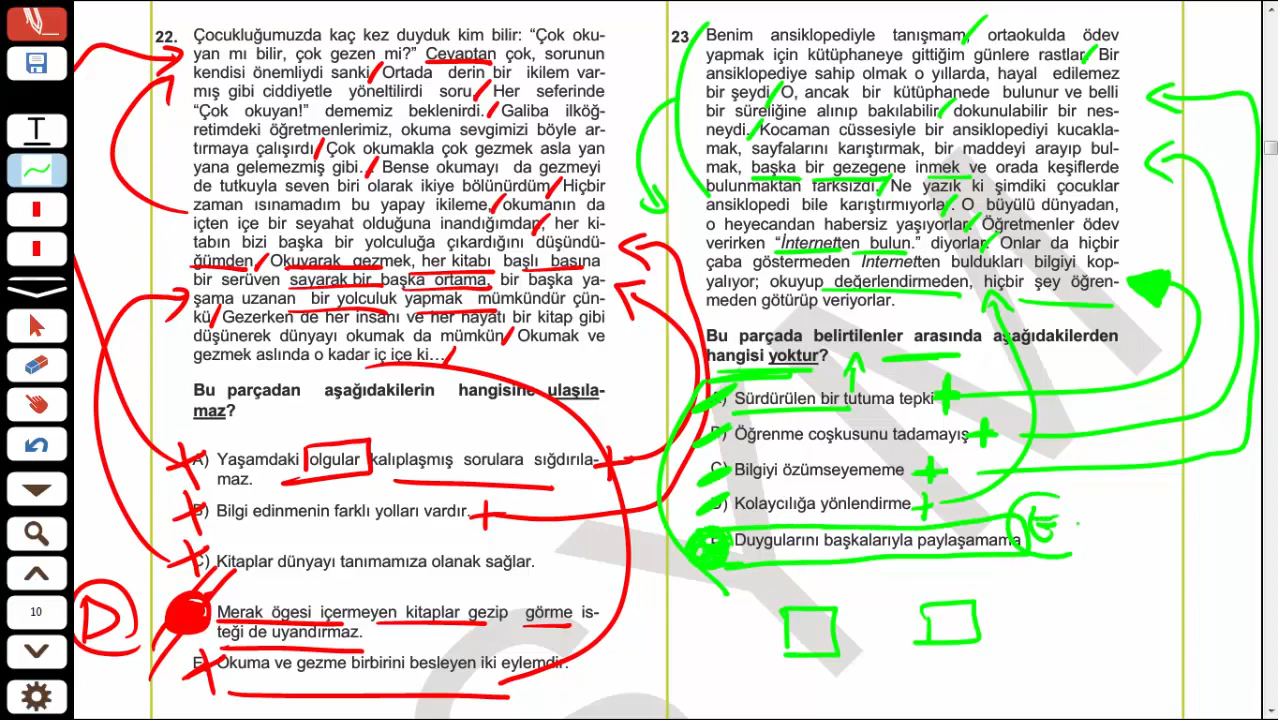 22. Çocukluğumuzda kaç kez duyduk kim bilir: “Çok oku-
yan mı bilir, çok gezen mi?” Cevaptan çok, sorunun
kendisi önemliydi sanki. Ortada derin bir ikilem var-
mış gibi ciddiyetle yöneltilirdi soru. Her seferinde
“Çok okuyan!” dememiz beklenirdi. Galiba ilköğ-
retimdeki öğretmenlerimiz, okuma sevgimizi böyle ar-
tırmaya çalışırdı. Çok okumakla çok gezmek asla yan
yana gelemezmiş gibi... Bense okumayı da gezmeyi
de tutkuyla seven biri olarak ikiye bölünürdüm. Hiçbir
zaman ısınamadım bu yapay ikileme, okumanın da
içten içe bir seyahat olduğuna inandığımdan, her ki-
tabın bizi başka bir yolculuğa çıkardığını düşündü-
ğümden. Okuyarak gezmek, her kitabı başlı başına
bir serüven sayarak bir başka ortama, bir başka ya-
şama uzanan bir yolculuk yapmak mümkündür çün-
kü. Gezerken de her insanı ve her hayatı bir kitap gibi
düşünerek dünyayı okumak da mümkün. Okumak ve
gezmek aslında o kadar iç içe ki...
Bu parçadan aşağıdakilerin hangisine ulaşıla-
maz?
A) Yaşamdaki olgular kalıplaşmış sorulara sığdırıla-
maz.
B) Bilgi edinmenin farklı yolları vardır.
C) Kitaplar dünyayı tanımamıza olanak sağlar.
D
Merak ögesi içermeyen kitaplar gezip görme is-
teği de uyandırmaz.
E) Okuma ve gezme birbirini besleyen iki eylemdir.
23 Benim ansiklopediyle tanışmam, ortaokulda ödev
yapmak için kütüphaneye gittiğim günlere rastlar. Bir
ansiklopediye sahip olmak o yıllarda, hayal edilemez
bir şeydi. O, ancak bir kütüphanede bulunur ve belli
bir süreliğine alınıp bakılabilir, dokunulabilir bir nes-
neydi. Kocaman cüssesiyle bir ansiklopediyi kucakla-
mak, sayfalarını karıştırmak, bir maddeyi arayıp bul-
mak, başka bir gezegene inmek ve orada keşiflerde
bulunmaktan farksızdı. Ne yazık ki şimdiki çocuklar
ansiklopedi bile karıştırmıyorlar. O büyülü dünyadan,
o heyecandan habersiz yaşıyorlar. Öğretmenler ödev
verirken “İnternetten bulun.” diyorlar. Onlar da hiçbir
çaba göstermeden İnternetten buldukları bilgiyi kop-
yalıyor; okuyup değerlendirmeden, hiçbir şey öğren-
meden götürüp veriyorlar.
Bu parçada belirtilenler arasında aşağıdakilerden
hangisi yoktur?
A) Sürdürülen bir tutuma tepki
B) Öğrenme coşkusunu tadamayış
C) Bilgiyi özümseyememe
D) Kolaycılığa yönlendirme
E) Duygularını başkalarıyla paylaşamama
E
10